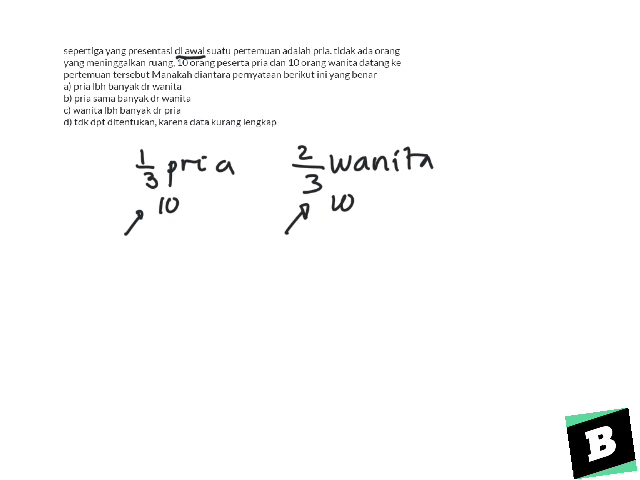 sepertiga yang presentasi di awal suatu pertemuan adalah pria. tidak ada orang
yang meninggalkan ruang. 10 orang peserta pria dan 10 orang wanita datang ke
pertemuan tersebut Manakah diantara pernyataan berikut ini yang benar
a) pria lbh banyak dr wanita
b) pria sama banyak dr wanita
c) wanita lbh banyak dr pria
d) tdk dpt ditentukan, karena data kurang lengkap
1/3 pria 2/3 wanita
10 10
B